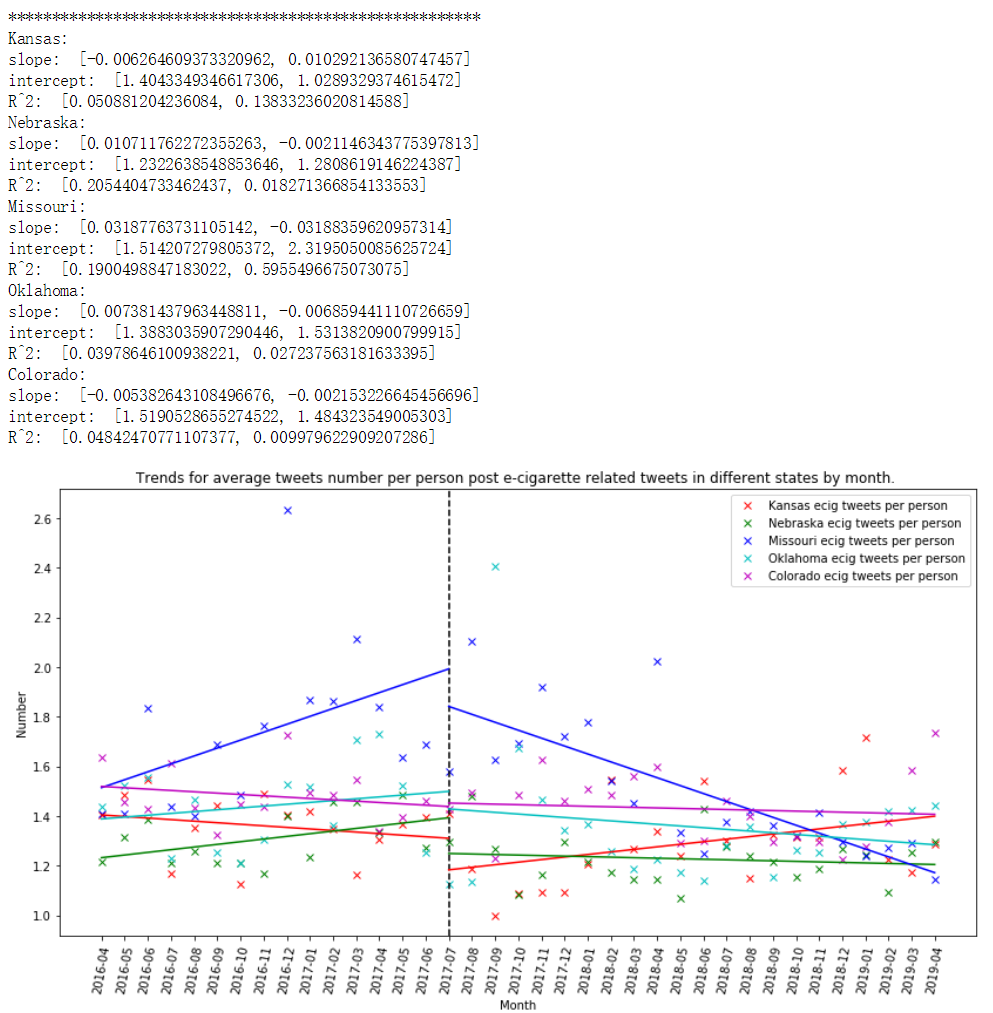 ******************************************************
Kansas:
slope:  [-0.006264609373320962, 0.010292136580747457]
intercept:  [1.4043349346617306, 1.0289329374615472]
R^2:  [0.050881204236084, 0.13833236020814588]
Nebraska:
slope:  [0.010711762272355263, -0.0021146343775397813]
intercept:  [1.2322638548853646, 1.2808619146224387]
R^2:  [0.2054404733462437, 0.018271366854133553]
Missouri:
slope:  [0.03187763731105142, -0.03188359620957314]
intercept:  [1.514207279805372, 2.3195050085625724]
R^2:  [0.1900498847183022, 0.5955496675073075]
Oklahoma:
slope:  [0.007381437963448811, -0.006859441110726659]
intercept:  [1.3883035907290446, 1.5313820900799915]
R^2:  [0.03978646100938221, 0.027237563181633395]
Colorado:
slope:  [-0.005382643108496676, -0.002153226645456696]
intercept:  [1.5190528655274522, 1.484323549005303]
R^2:  [0.04842470771107377, 0.009979622909207286]
Trends for average tweets number per person post e-cigarette related tweets in different states by month.
Kansas ecig tweets per person
Nebraska ecig tweets per person
Missouri ecig tweets per person
Oklahoma ecig tweets per person
Colorado ecig tweets per person
Number
2.6
2.4
2.2
2.0
1.8
1.6
1.4
1.2
1.0
2016-04
2016-05
2016-06
2016-07
2016-08
2016-09
2016-10
2016-11
2016-12
2017-01
2017-02
2017-03
2017-04
2017-05
2017-06
2017-07
2017-08
2017-09
2017-10
2017-11
2017-12
2018-01
2018-02
2018-03
2018-04
2018-05
2018-06
2018-07
2018-08
2018-09
2018-10
2018-11
2018-12
2019-01
2019-02
2019-03
2019-04
Month